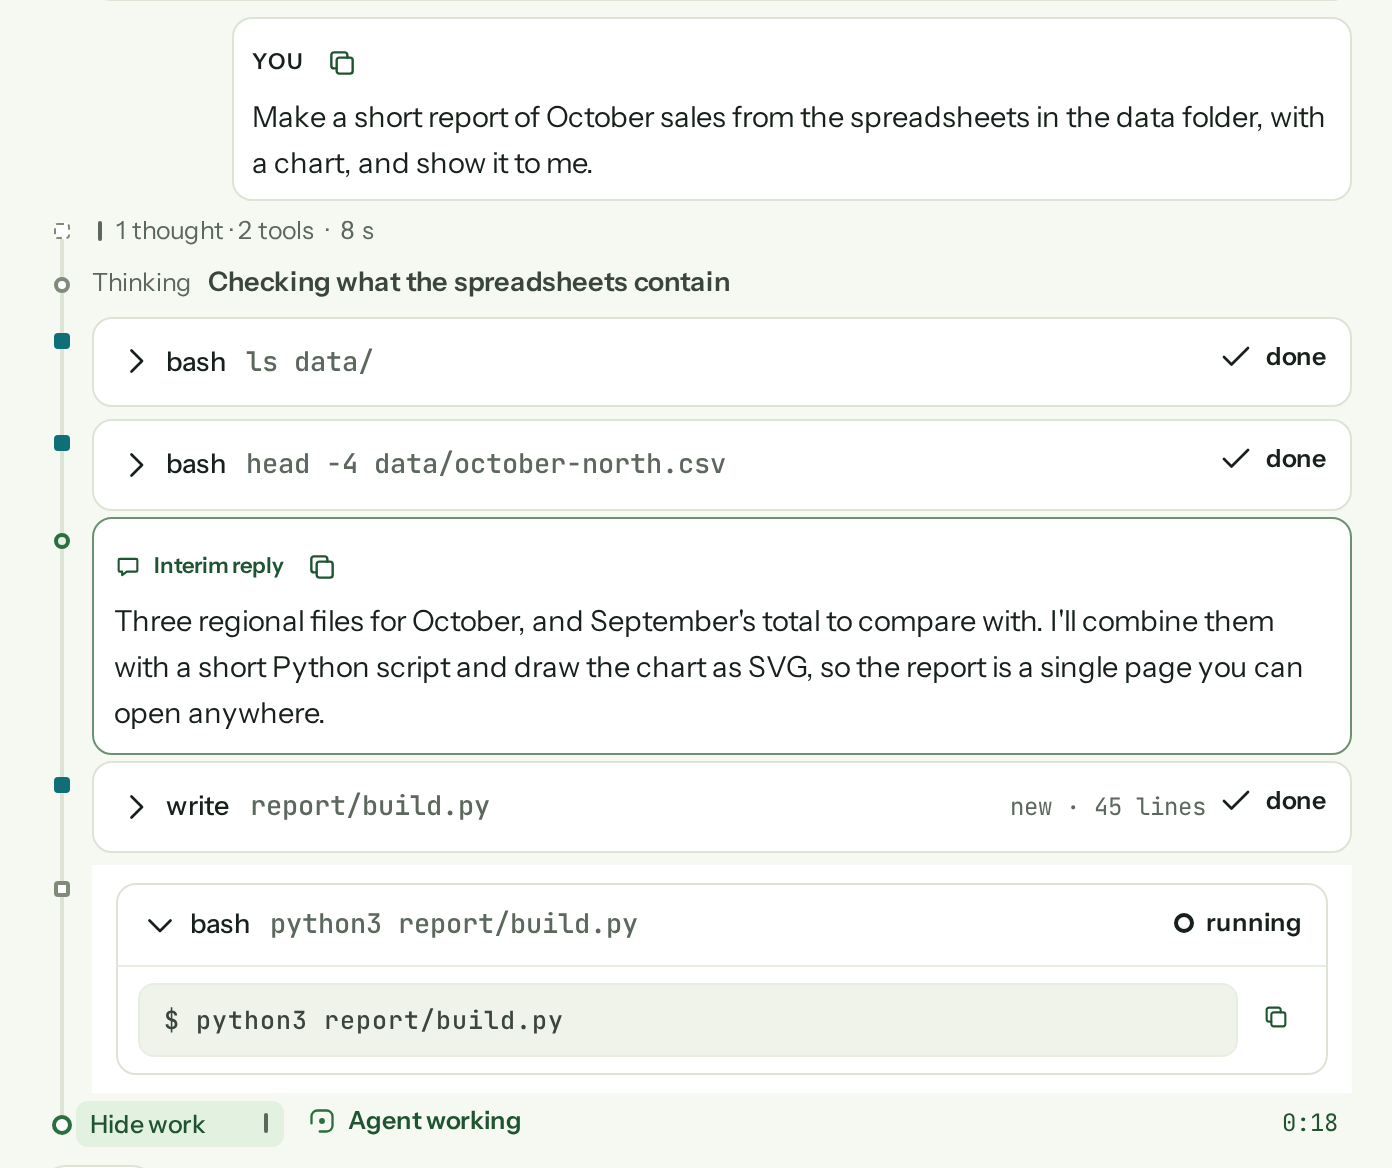 YOU
Make a short report of October sales from the spreadsheets in the data folder, with
a chart, and show it to me.
1 thought · 2 tools · 8 s
Thinking Checking what the spreadsheets contain
bash ls data/ done
bash head -4 data/october-north.csv done
Interim reply
Three regional files for October, and September's total to compare with. I'll combine them
with a short Python script and draw the chart as SVG, so the report is a single page you can
open anywhere.
write report/build.py new · 45 lines done
bash python3 report/build.py running
$ python3 report/build.py
Hide work Agent working 0:18